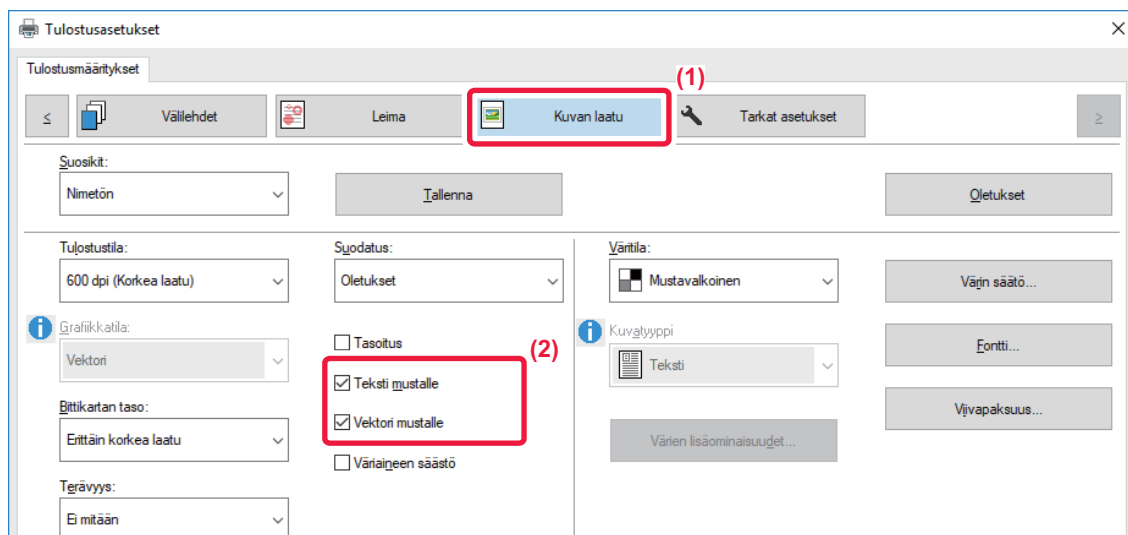 Tulostusasetukset
Tulostusmääritykset
(1)
< Välilehdet Leima Kuvan laatu Tarkat asetukset >
Suosikit:
Nimetön Tallenna Oletukset
Tulostustila: Suodatus: Väritila:
600 dpi (Korkea laatu) Oletukset Mustavalkoinen Värin säätö...
Grafiikkatila: Kuvatyyppi
Tasoitus (2) Fontti...
Vektori Teksti
Teksti mustalle
Bittikartan taso: Viivapaksuus...
Vektori mustalle
Erittäin korkea laatu Värien lisäominaisuudet...
Väriaineen säästö
Terävyys:
Ei mitään